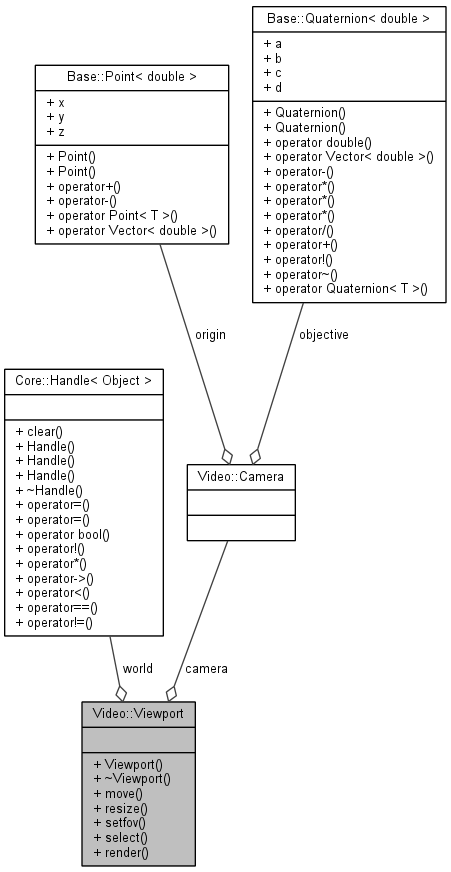 Base::Quaternion< double >
+ a
+ b
+ c
+ d
+ Quaternion()
+ Quaternion()
+ operator double()
+ operator Vector< double >()
+ operator-()
+ operator*()
+ operator*()
+ operator*()
+ operator/()
+ operator+()
+ operator!()
+ operator~()
+ operator Quaternion< T >()
Base::Point< double >
+ x
+ y
+ z
+ Point()
+ Point()
+ operator+()
+ operator-()
+ operator Point< T >()
+ operator Vector< double >()
origin
objective
Core::Handle< Object >
+ clear()
+ Handle()
+ Handle()
+ Handle()
+ ~Handle()
+ operator=()
+ operator=()
+ operator bool()
+ operator!()
+ operator*()
+ operator->()
+ operator<()
+ operator==()
+ operator!=()
Video::Camera
world
camera
Video::Viewport
+ Viewport()
+ ~Viewport()
+ move()
+ resize()
+ setfov()
+ select()
+ render()